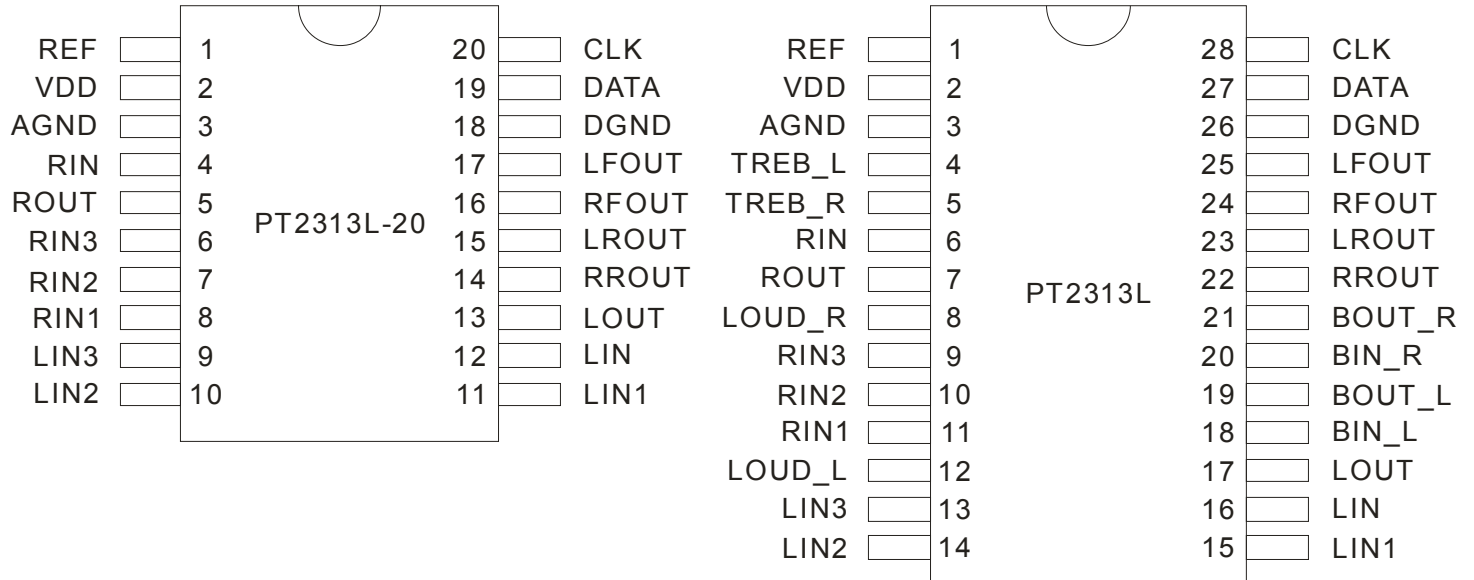 REF 1 20 CLK
VDD 2 19 DATA
AGND 3 18 DGND
RIN 4 17 LFOUT
ROUT 5 16 RFOUT
PT2313L-20
RIN3 6 15 LROUT
RIN2 7 14 RROUT
RIN1 8 13 LOUT
LIN3 9 12 LIN
LIN2 10 11 LIN1
REF 1 28 CLK
VDD 2 27 DATA
AGND 3 26 DGND
TREB_L 4 25 LFOUT
TREB_R 5 24 RFOUT
RIN 6 23 LROUT
ROUT 7 22 RROUT
PT2313L
LOUD_R 8 21 BOUT_R
RIN3 9 20 BIN_R
RIN2 10 19 BOUT_L
RIN1 11 18 BIN_L
LOUD_L 12 17 LOUT
LIN3 13 16 LIN
LIN2 14 15 LIN1